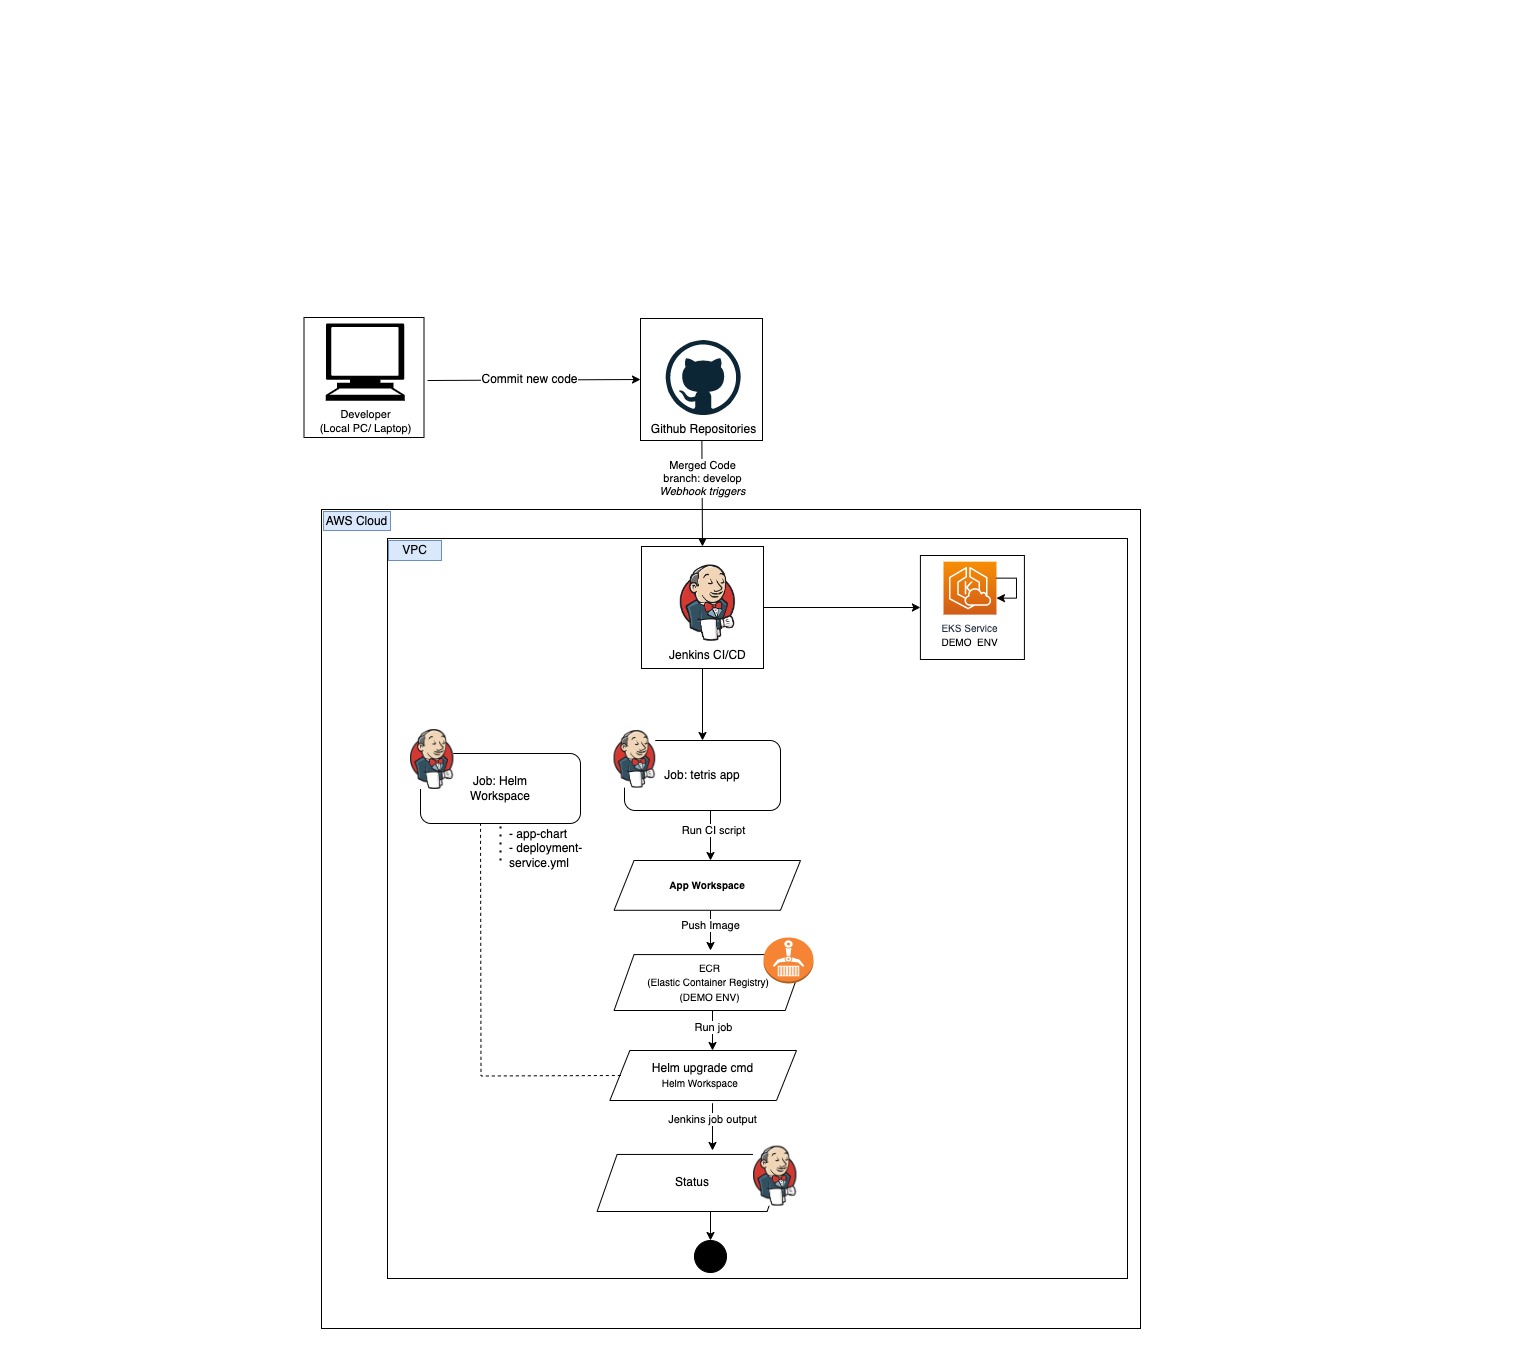 Developer
(Local PC/ Laptop)
Commit new code
Github Repositories
Merged Code
branch: develop
Webhook triggers
AWS Cloud
VPC
Jenkins CI/CD
EKS Service
DEMO ENV
Job: Helm
Workspace
- app-chart
- deployment-
service.yml
Job: tetris app
Run CI script
App Workspace
Push Image
ECR
(Elastic Container Registry)
(DEMO ENV)
Run job
Helm upgrade cmd
Helm Workspace
Jenkins job output
Status